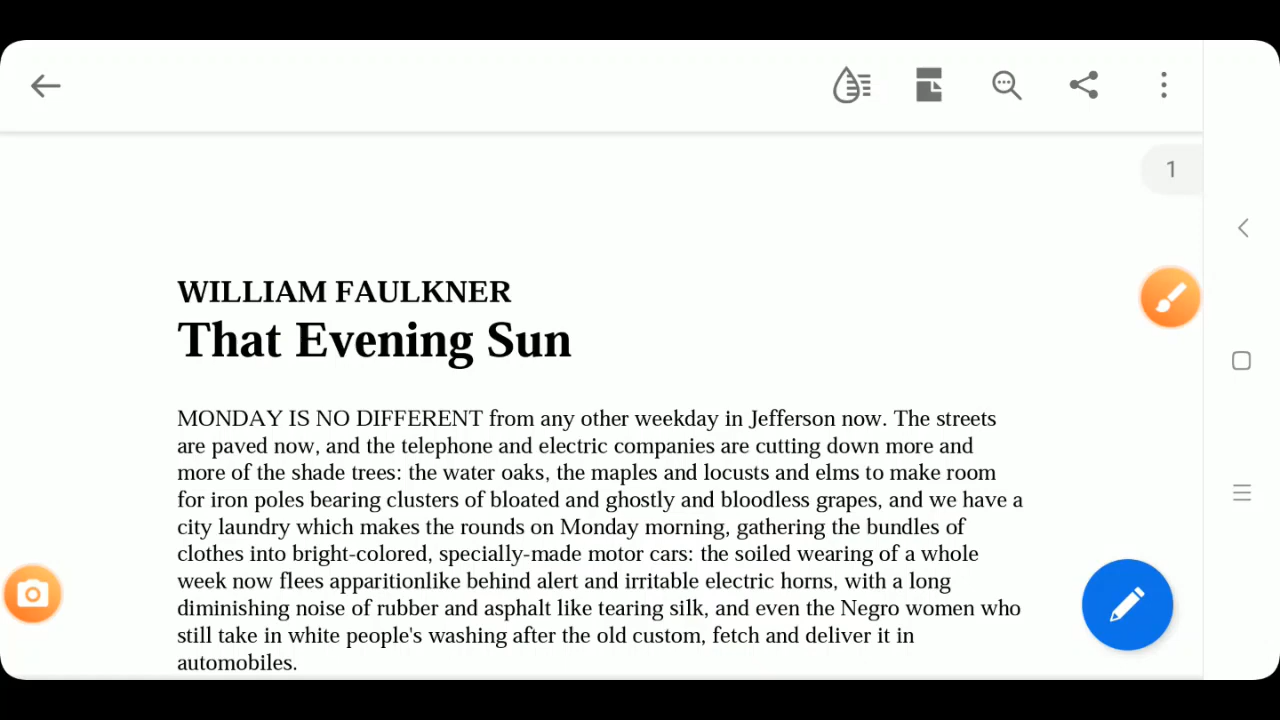 1
WILLIAM FAULKNER
That Evening Sun
MONDAY IS NO DIFFERENT from any other weekday in Jefferson now. The streets
are paved now, and the telephone and electric companies are cutting down more and
more of the shade trees: the water oaks, the maples and locusts and elms to make room
for iron poles bearing clusters of bloated and ghostly and bloodless grapes, and we have a
city laundry which makes the rounds on Monday morning, gathering the bundles of
clothes into bright-colored, specially-made motor cars: the soiled wearing of a whole
week now flees apparitionlike behind alert and irritable electric horns, with a long
diminishing noise of rubber and asphalt like tearing silk, and even the Negro women who
still take in white people's washing after the old custom, fetch and deliver it in
automobiles.